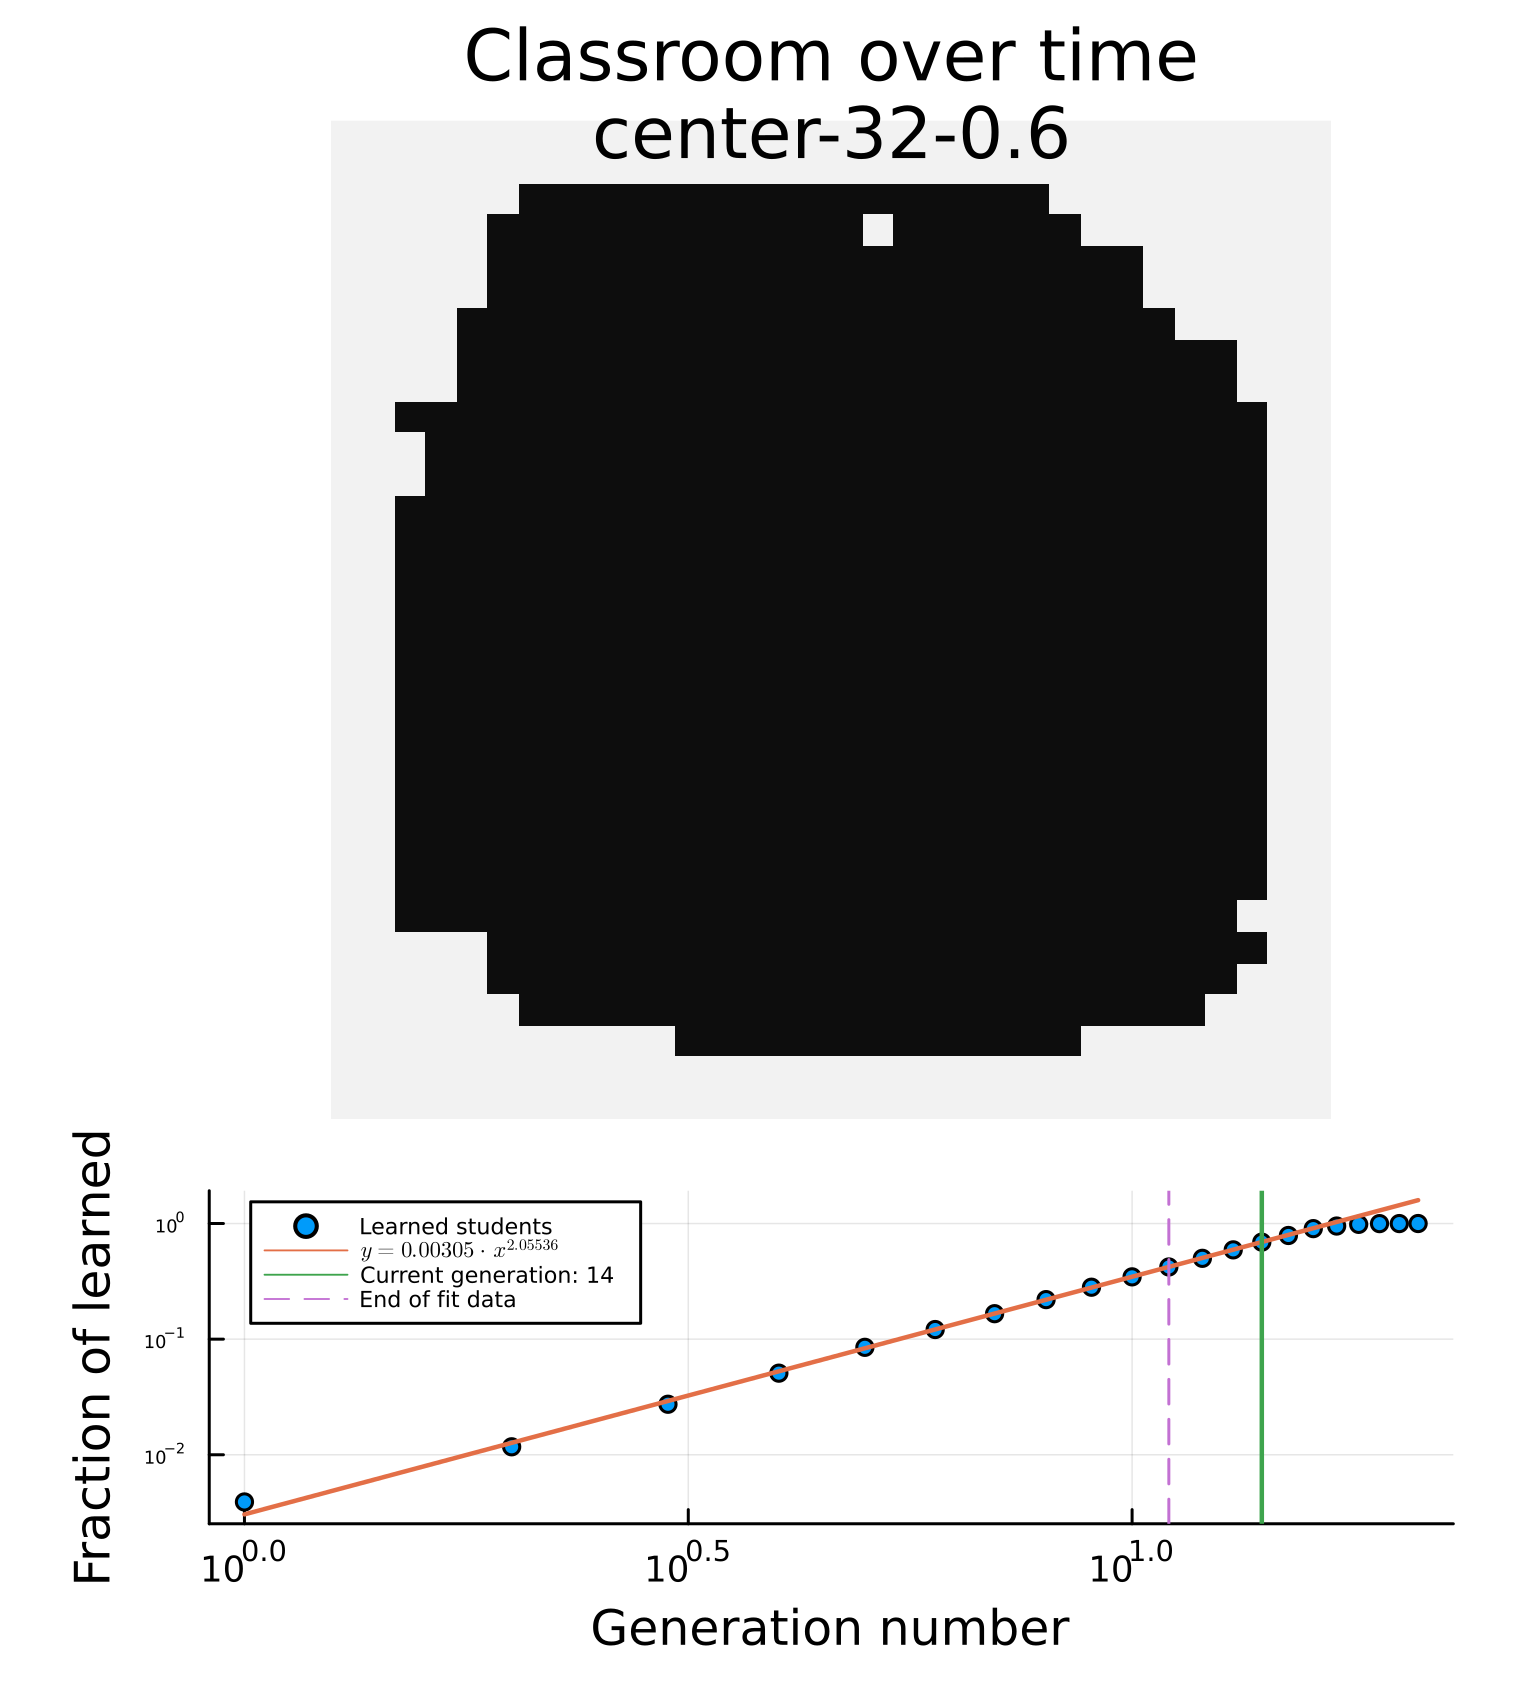 Classroom over time
center-32-0.6
Fraction of learned
10^0
10^−1
10^−2
Learned students
y = 0.00305 · x^2.05536
Current generation: 14
End of fit data
10^0.0
10^0.5
10^1.0
Generation number